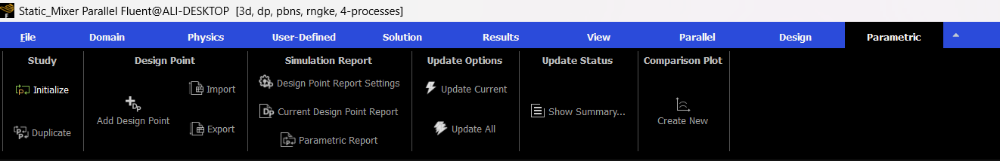 Static_Mixer Parallel Fluent@ALI-DESKTOP [3d, dp, pbns, rngke, 4-processes]
File Domain Physics User-Defined Solution Results View Parallel Design Parametric
Study Design Point Simulation Report Update Options Update Status Comparison Plot
Initialize
Duplicate
Add Design Point
Import
Export
Design Point Report Settings
Current Design Point Report
Parametric Report
Update Current
Update All
Show Summary...
Create New